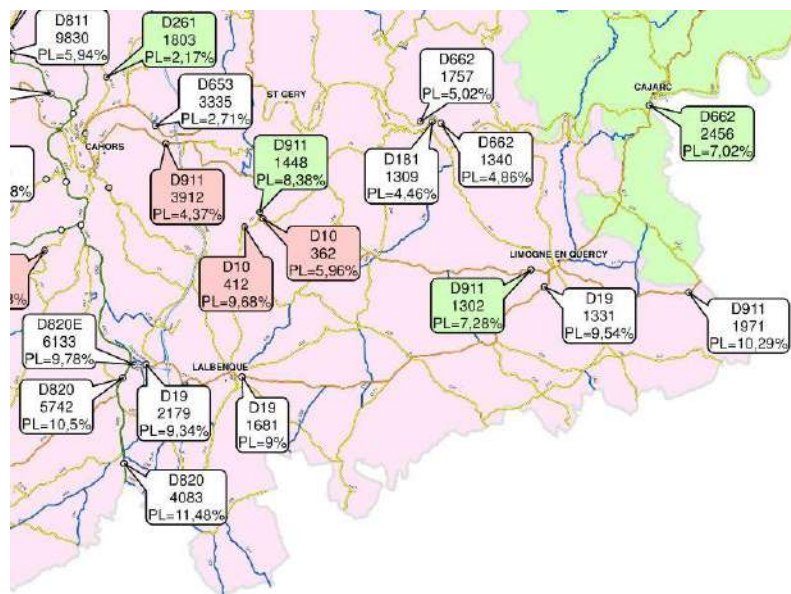 D811
9830
PL=5,94%
D261
1803
PL=2,17%
D653
3335
PL=2,71%
ST GERY
D662
1757
PL=5,02%
CAJARC
D662
2456
PL=7,02%
CAHORS
D911
1448
PL=8,38%
D181
1309
PL=4,46%
D662
1340
PL=4,86%
8%
D911
3912
PL=4,37%
D10
362
PL=5,96%
D10
412
PL=9,68%
LIMOGNE EN QUERCY
D911
1302
PL=7,28%
D19
1331
PL=9,54%
D911
1971
PL=10,29%
D820E
6133
PL=9,78%
LALBENQUE
D820
5742
PL=10,5%
D19
2179
PL=9,34%
D19
1681
PL=9%
D820
4083
PL=11,48%